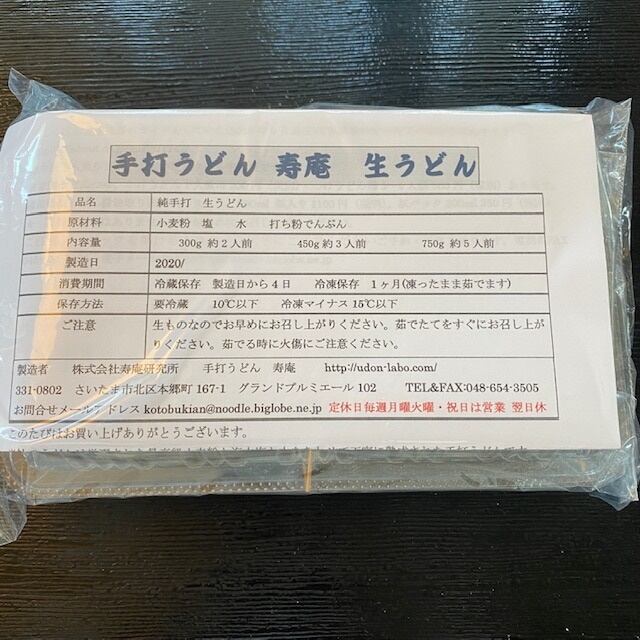 手打うどん 寿庵 生うどん
品名 純手打 生うどん
原材料 小麦粉 塩 水 打ち粉でんぷん
内容量 300g 約2人前 450g 約3人前 750g 約5人前
製造日 2020/
消費期間 冷蔵保存 製造日から4日 冷凍保存 1ヶ月(凍ったまま茹でます)
保存方法 要冷蔵 10℃以下 冷凍マイナス15℃以下
ご注意 生ものなのでお早めにお召し上がりください。茹でたてをすぐにお召し上が
りください。茹でる時に火傷にご注意ください。
製造者 株式会社寿庵研究所 手打うどん 寿庵 http://udon-labo.com/
331-0802 さいたま市北区本郷町167-1 グランドプルミエール102 TEL&FAX:048-654-3505
お問合せメールアドレス kotobukian@noodle.biglobe.ne.jp 定休日毎週月曜火曜・祝日は営業 翌日休
このたびはお買い上げありがとうございます。